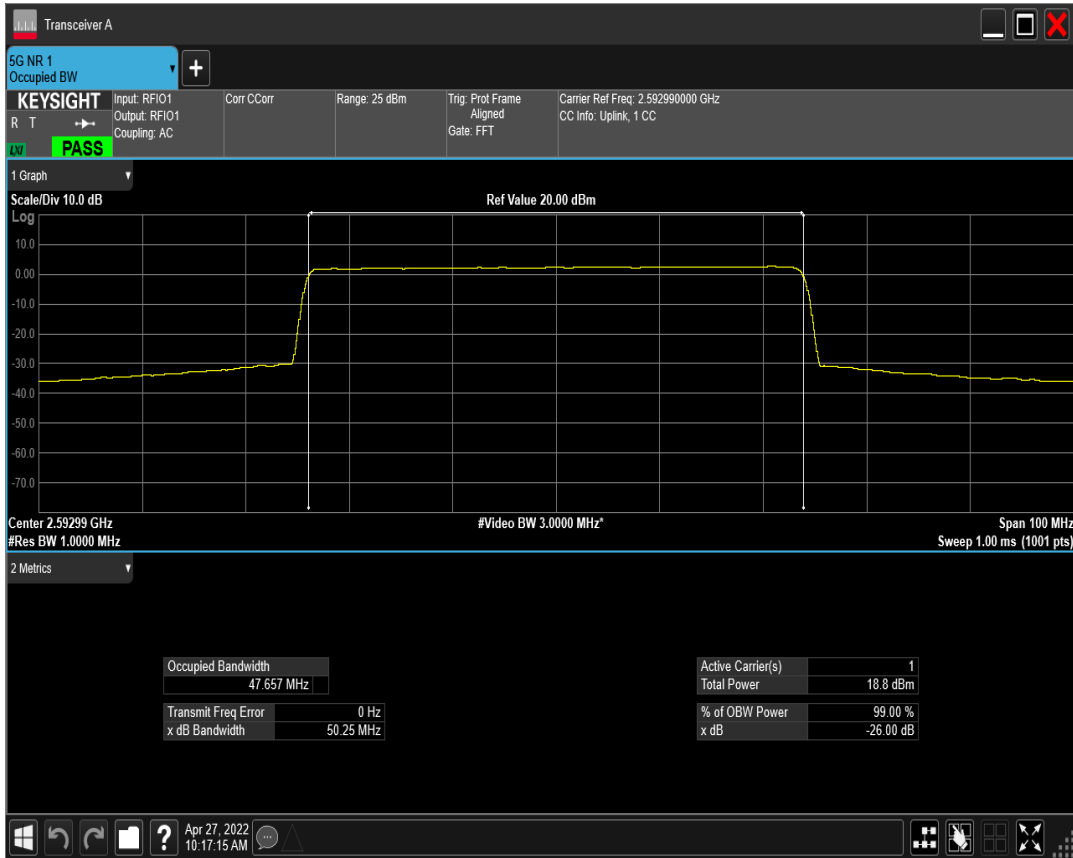 Transceiver A
5G NR 1
Occupied BW
KEYSIGHT
R T
LXI
PASS
Input: RFIO1
Output: RFIO1
Coupling: AC
Corr CCorr
Range: 25 dBm
Trig: Prot Frame
Aligned
Gate: FFT
Carrier Ref Freq: 2.592990000 GHz
CC Info: Uplink, 1 CC
1 Graph
Scale/Div 10.0 dB
Ref Value 20.00 dBm
Log
10.0
0.00
-10.0
-20.0
-30.0
-40.0
-50.0
-60.0
-70.0
Center 2.59299 GHz
#Video BW 3.0000 MHz*
Span 100 MHz
#Res BW 1.0000 MHz
Sweep 1.00 ms (1001 pts)
2 Metrics
Occupied Bandwidth
47.657 MHz
Transmit Freq Error 0 Hz
x dB Bandwidth 50.25 MHz
Active Carrier(s) 1
Total Power 18.8 dBm
% of OBW Power 99.00 %
x dB -26.00 dB
?
Apr 27, 2022
10:17:15 AM